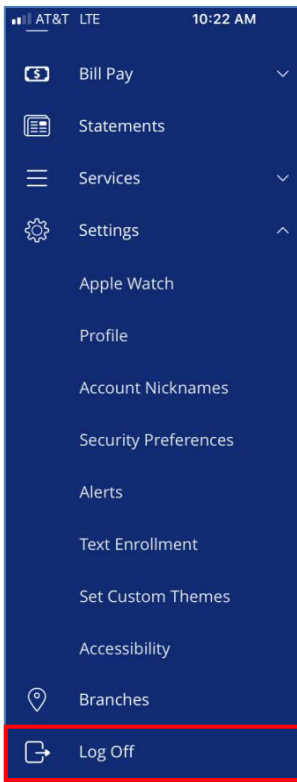 AT&T LTE 10:22 AM
Bill Pay
Statements
Services
Settings
Apple Watch
Profile
Account Nicknames
Security Preferences
Alerts
Text Enrollment
Set Custom Themes
Accessibility
Branches
Log Off